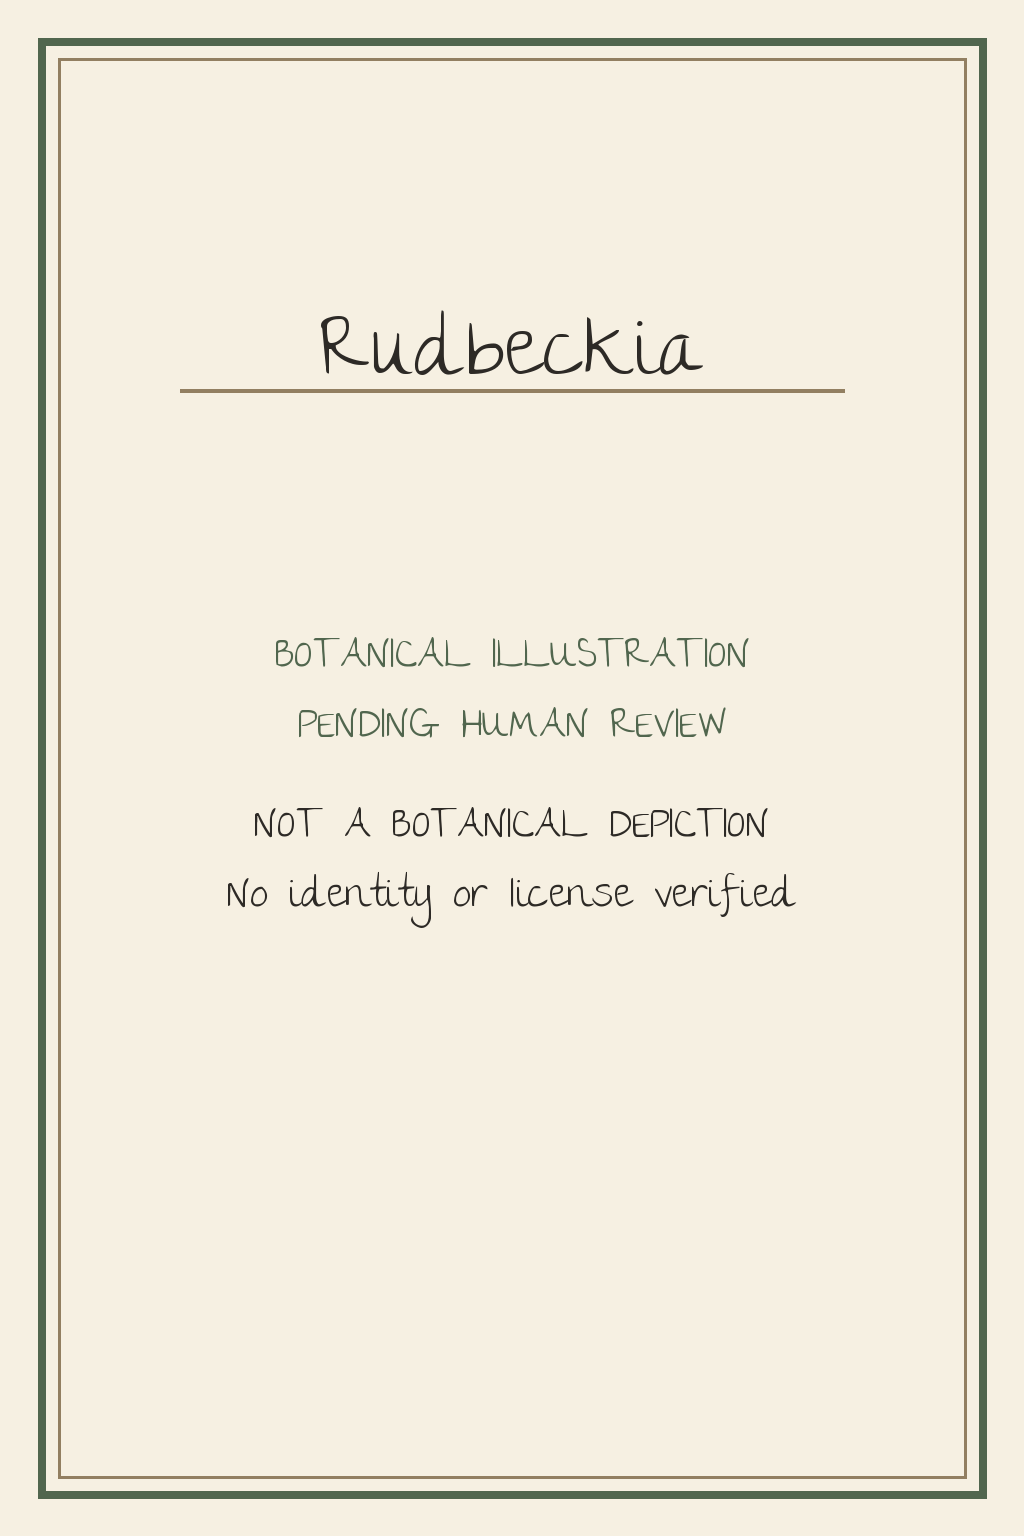 Rudbeckia
BOTANICAL ILLUSTRATION
PENDING HUMAN REVIEW
NOT A BOTANICAL DEPICTION
No identity or license verified